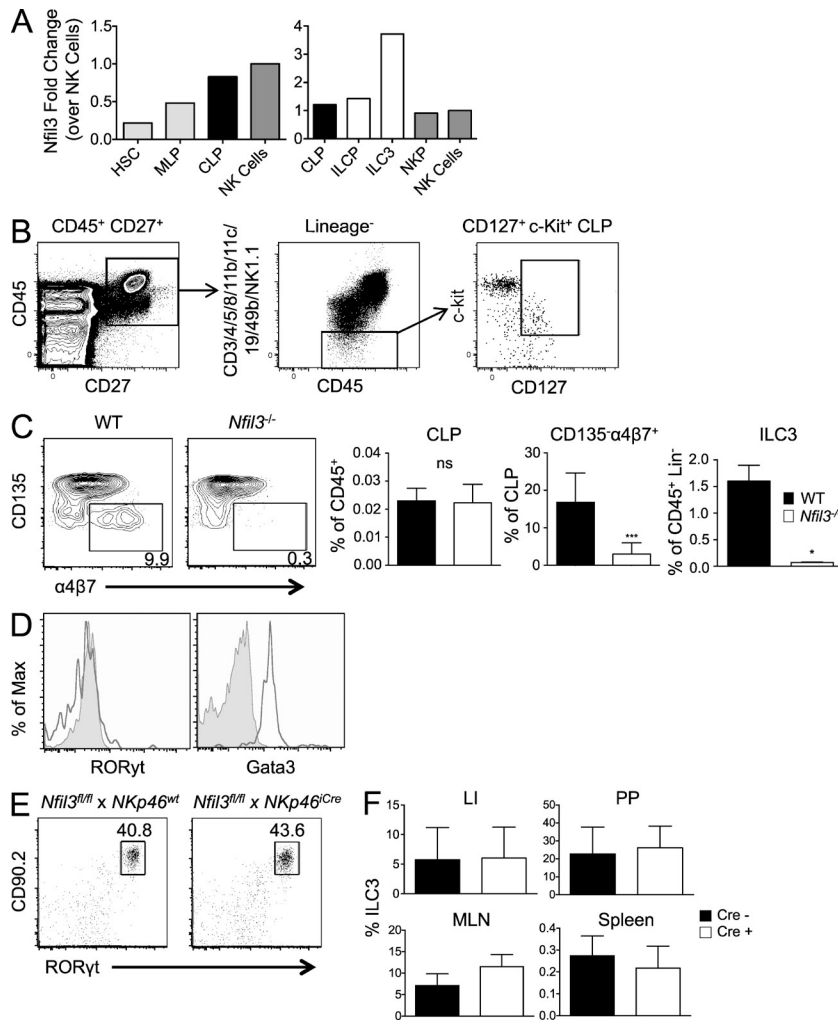 A
Nfil3 Fold Change
(over NK Cells)
1.5
1.0
0.5
0.0
HSC
MLP
CLP
NK Cells
4
3
2
1
0
CLP
ILCP
ILC3
NKP
NK Cells
B
CD45⁺ CD27⁺
CD45
0
0
CD27
Lineage⁻
CD3/4/5/8/11b/11c/
19/49b/NK1.1
0
0
CD45
CD127⁺ c-Kit⁺ CLP
c-kit
0
0
CD127
C
WT
Nfil3⁻/⁻
CD135
9.9
0.3
α4β7
CLP
% of CD45⁺
0.04
0.03
0.02
0.01
0.00
ns
CD135⁻α4β7⁺
% of CLP
30
20
10
0
***
ILC3
% of CD45⁺ Lin⁻
2.0
1.5
1.0
0.5
0.0
*
WT
Nfil3⁻/
D
% of Max
RORγt
Gata3
E
Nfil3fl/fl x NKp46wt
Nfil3fl/fl x NKp46iCre
40.8
43.6
CD90.2
RORγt
F
% ILC3
LI
15
10
5
0
PP
50
40
30
20
10
0
MLN
20
15
10
5
0
Spleen
0.4
0.3
0.2
0.1
0.0
Cre -
Cre +